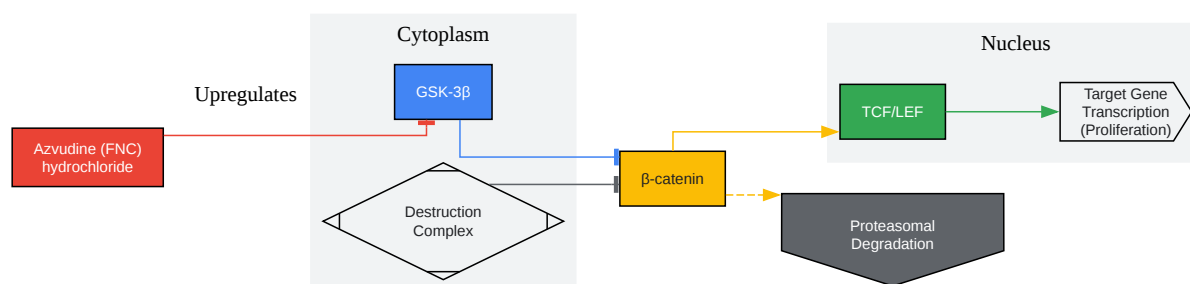 Cytoplasm
Nucleus
Upregulates
GSK-3β
TCF/LEF
Target Gene
Transcription
(Proliferation)
Azvudine (FNC)
hydrochloride
β-catenin
Destruction
Complex
Proteasomal
Degradation